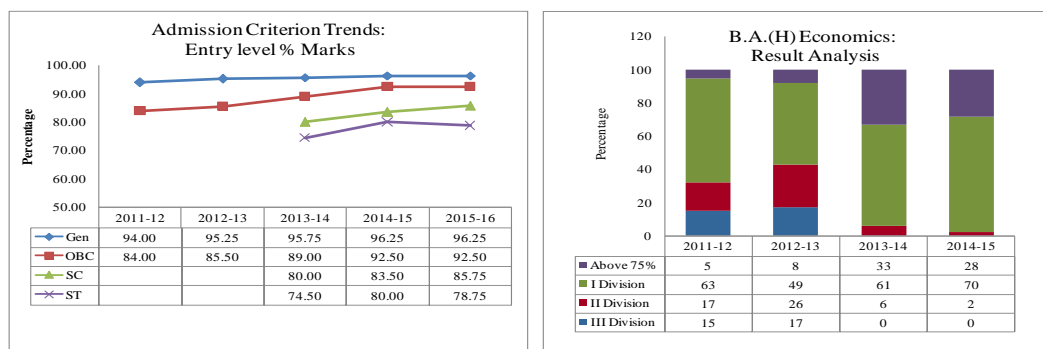 Admission Criterion Trends:
Entry level % Marks
Percentage
100.00
90.00
80.00
70.00
60.00
50.00
2011-12 2012-13 2013-14 2014-15 2015-16
Gen 94.00 95.25 95.75 96.25 96.25
OBC 84.00 85.50 89.00 92.50 92.50
SC 80.00 83.50 85.75
ST 74.50 80.00 78.75
B.A.(H) Economics:
Result Analysis
Percentage
120
100
80
60
40
20
0
2011-12 2012-13 2013-14 2014-15
Above 75% 5 8 33 28
I Division 63 49 61 70
II Division 17 26 6 2
III Division 15 17 0 0